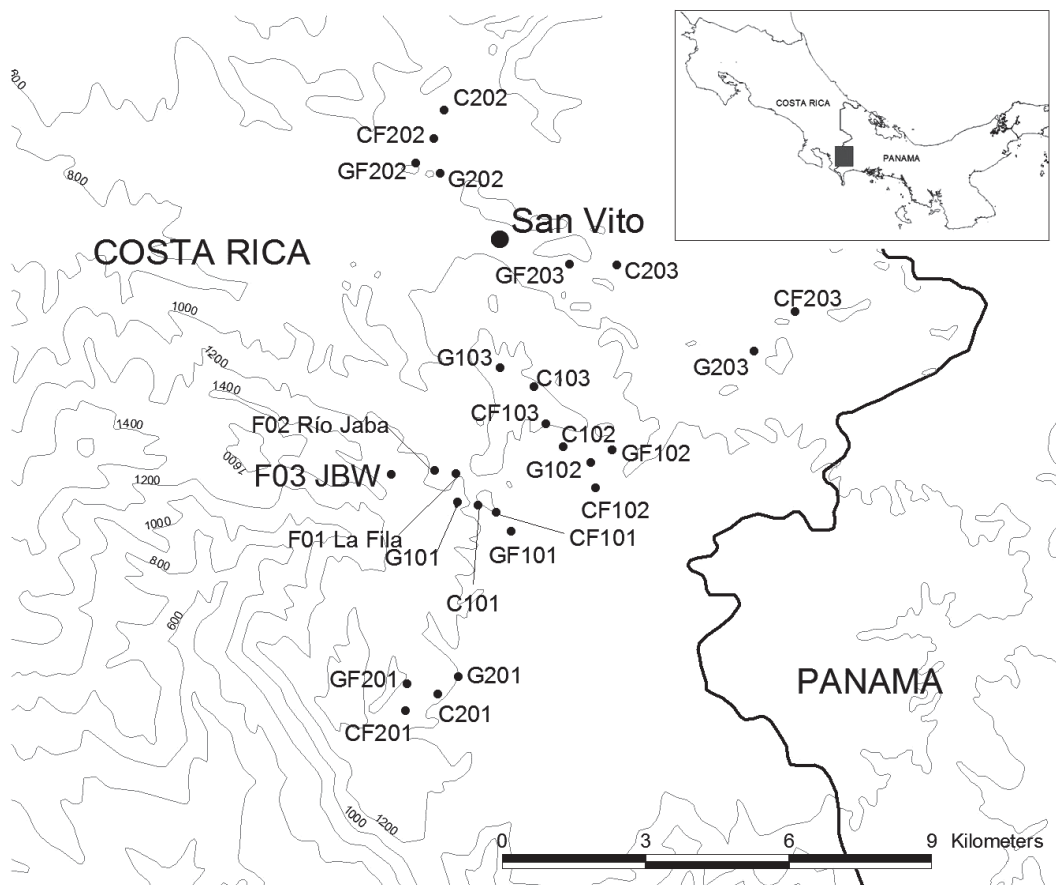 600
C202
COSTA RICA
CF202
GF202
PANAMA
G202
800
San Vito
COSTA RICA
GF203
C203
CF203
1000
G203
1200
G103
C103
1400
CF103
F02 Río Jaba
1400
C102
GF102
1600
G102
F03 JBW
1200
CF102
1000
F01 La Fila
CF101
G101
GF101
800
C101
600
G201
GF201
PANAMA
C201
CF201
1000
1200
0 3 6 9 Kilometers